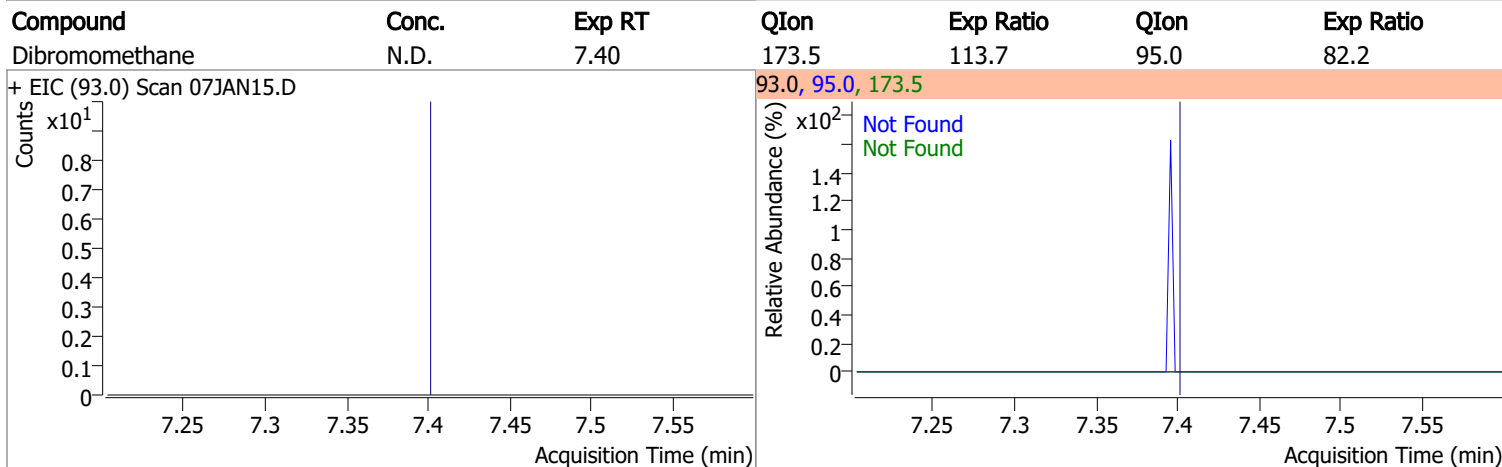 Compound Conc. Exp RT QIon Exp Ratio QIon Exp Ratio
Dibromomethane N.D. 7.40 173.5 113.7 95.0 82.2
+ EIC (93.0) Scan 07JAN15.D
Counts
x10¹
0.8
0.7
0.6
0.5
0.4
0.3
0.2
0.1
0
7.25 7.3 7.35 7.4 7.45 7.5 7.55
Acquisition Time (min)
93.0, 95.0, 173.5
Relative Abundance (%)
x10²
Not Found
Not Found
1.4
1.2
1
0.8
0.6
0.4
0.2
0
7.25 7.3 7.35 7.4 7.45 7.5 7.55
Acquisition Time (min)